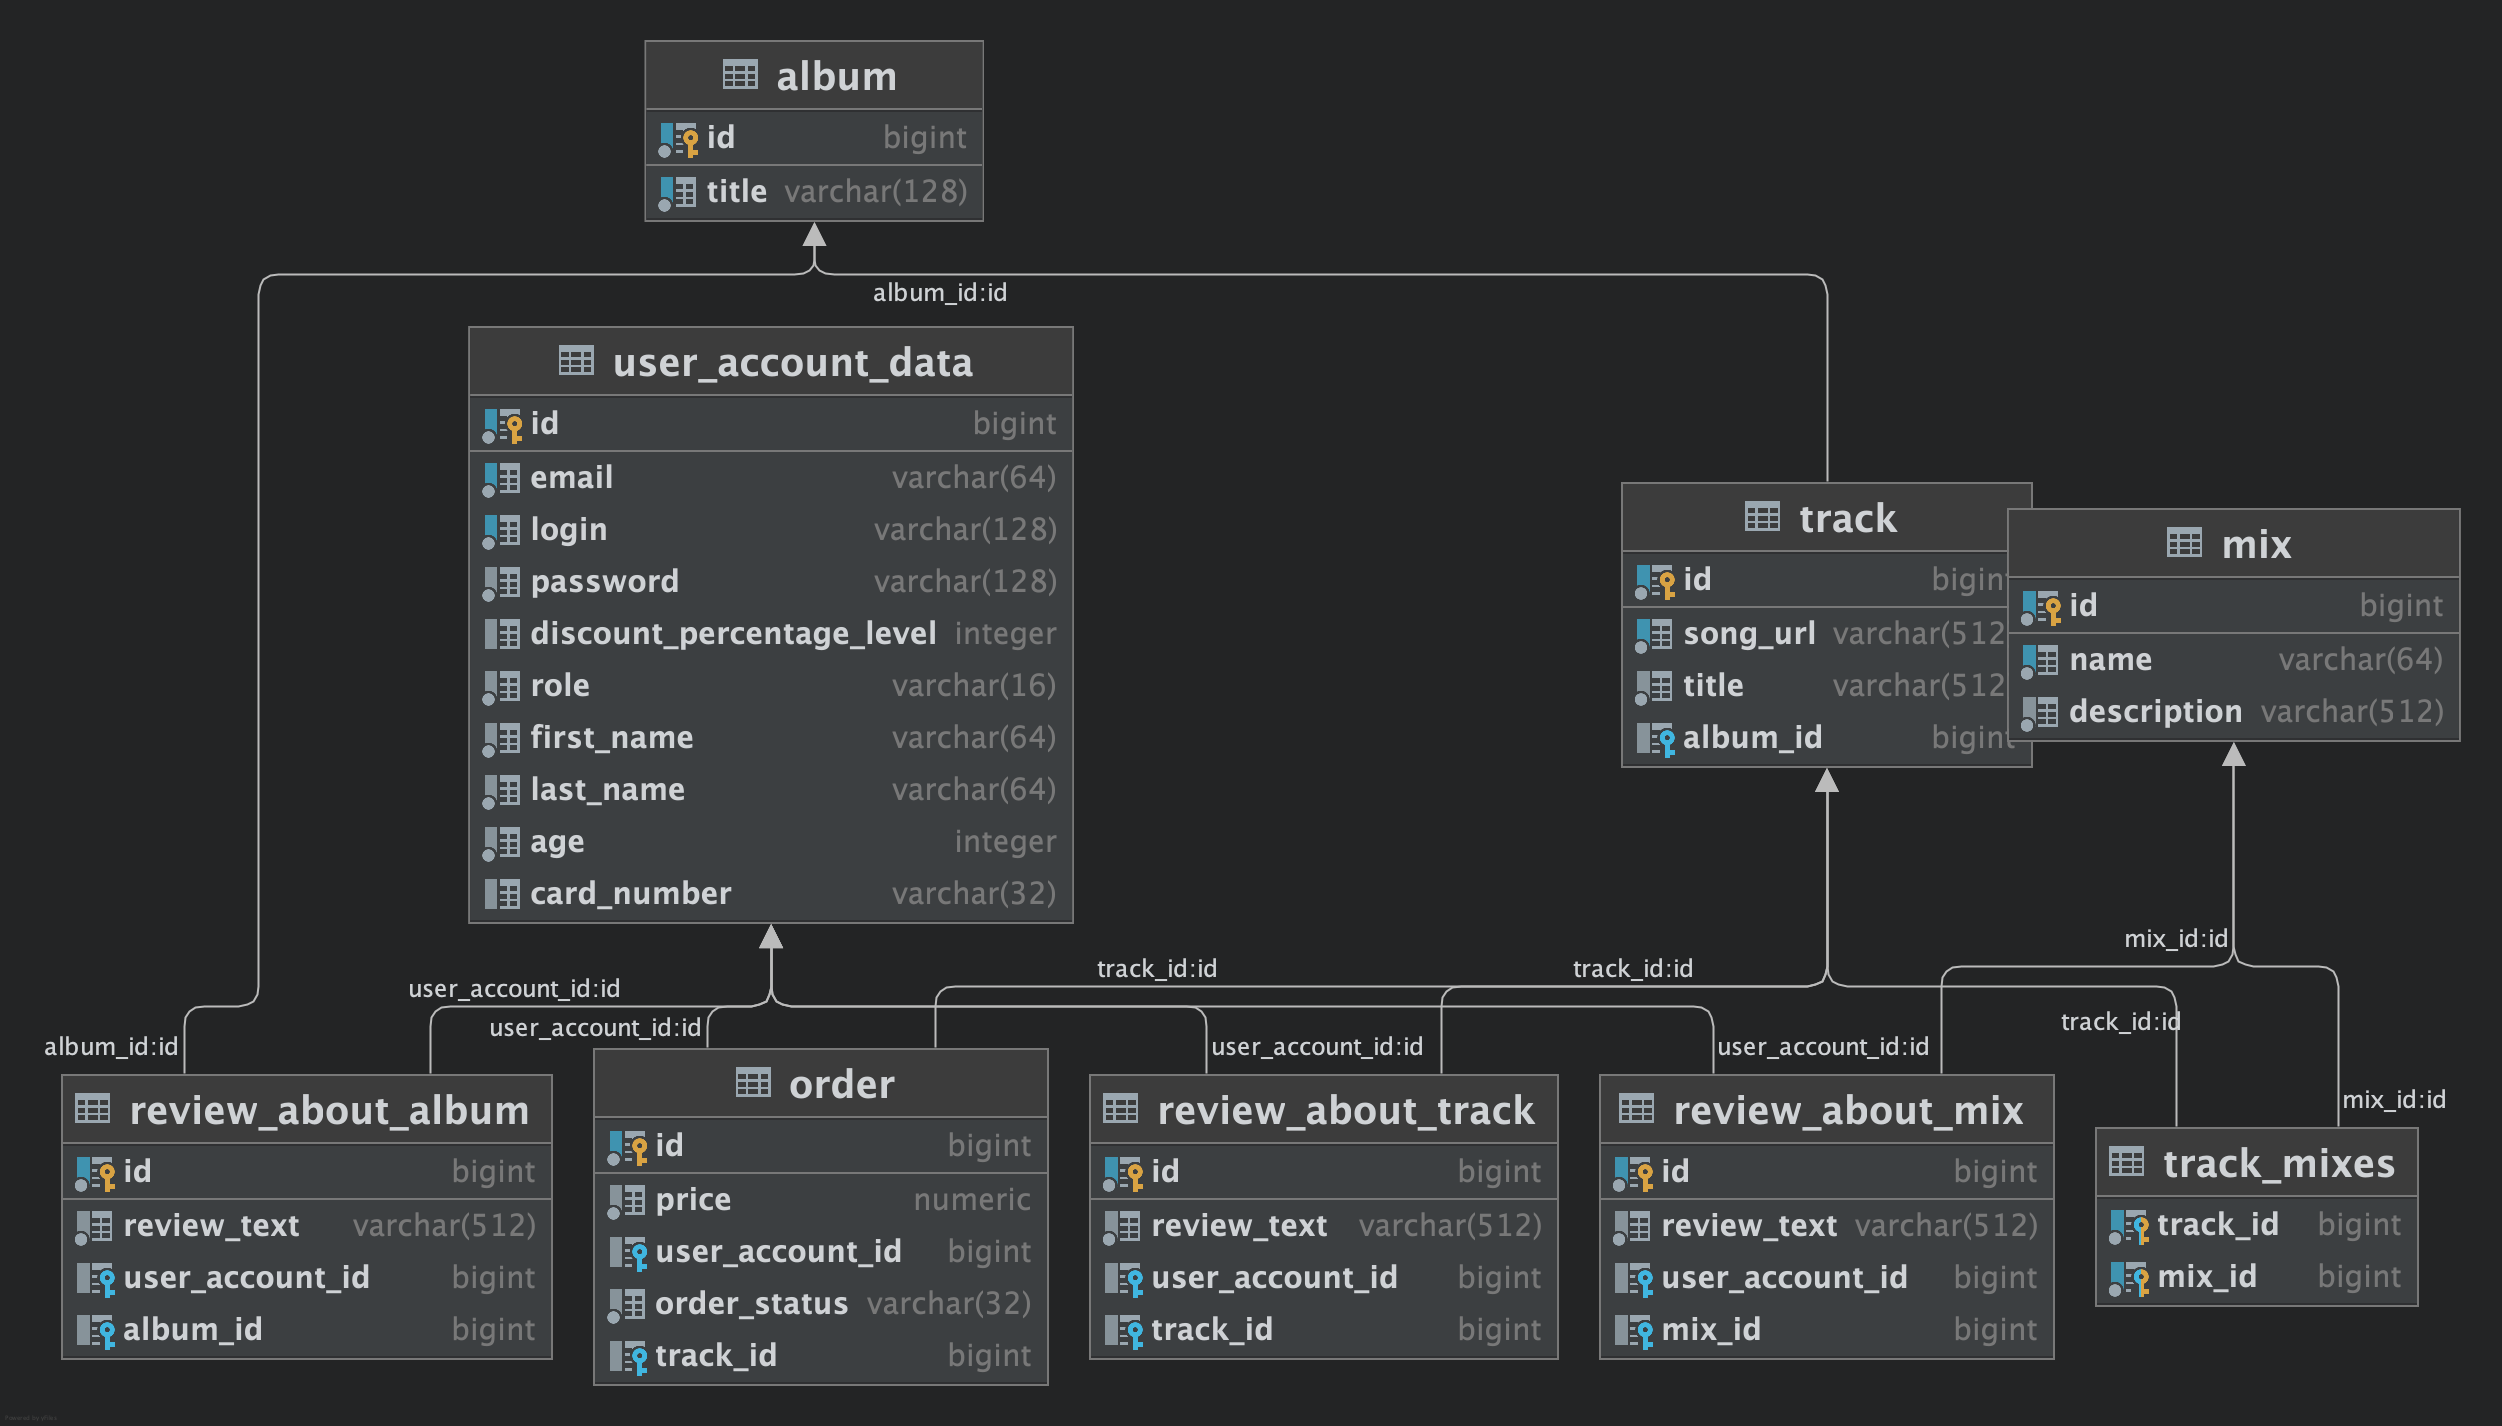 album
id bigint
title varchar(128)
album_id:id
user_account_data
id bigint
email varchar(64)
login varchar(128)
password varchar(128)
discount_percentage_level integer
role varchar(16)
first_name varchar(64)
last_name varchar(64)
age integer
card_number varchar(32)
track
id bigint
song_url varchar(512
title varchar(512
album_id bigint
mix
id bigint
name varchar(64)
description varchar(512)
user_account_id:id
track_id:id
track_id:id
mix_id:id
album_id:id
user_account_id:id
user_account_id:id
user_account_id:id
track_id:id
mix_id:id
review_about_album
id bigint
review_text varchar(512)
user_account_id bigint
album_id bigint
order
id bigint
price numeric
user_account_id bigint
order_status varchar(32)
track_id bigint
review_about_track
id bigint
review_text varchar(512)
user_account_id bigint
track_id bigint
review_about_mix
id bigint
review_text varchar(512)
user_account_id bigint
mix_id bigint
track_mixes
track_id bigint
mix_id bigint